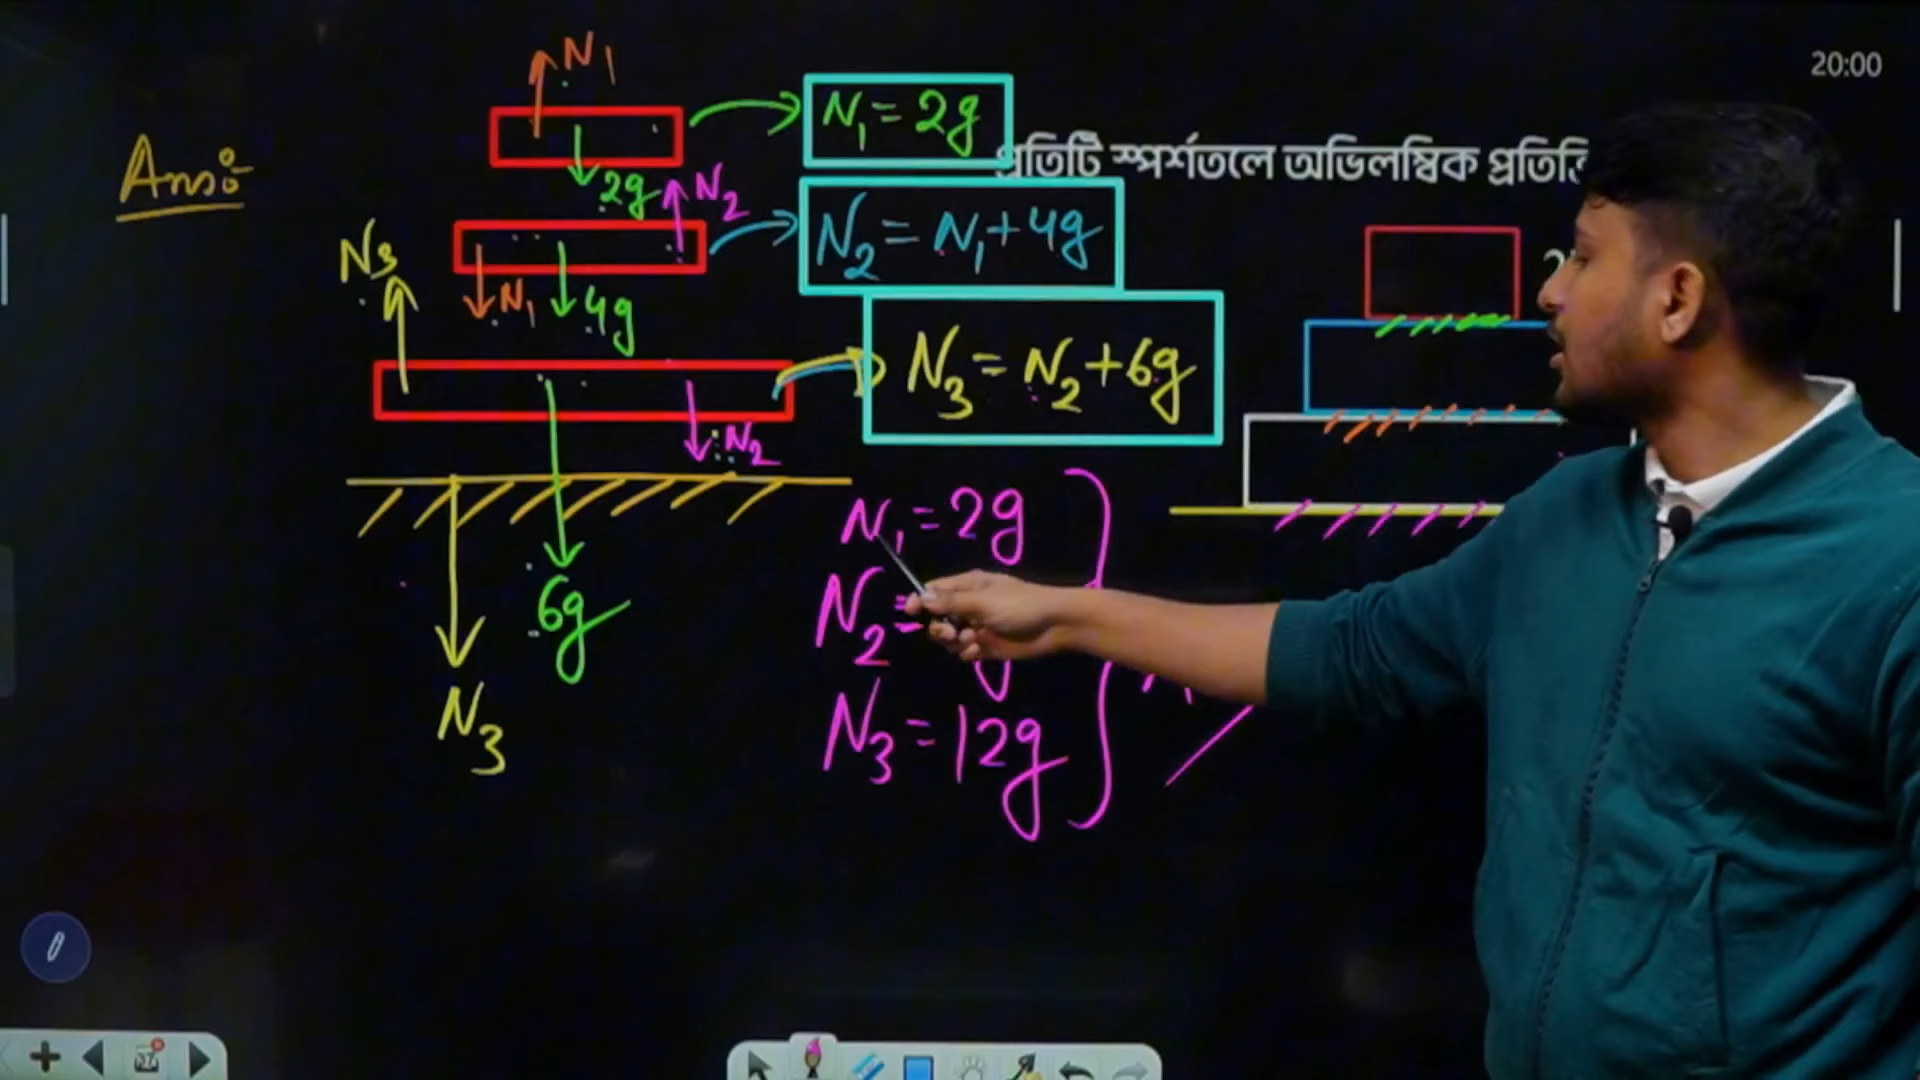 20:00
Ans:
N1
N1 = 2g
প্রতিটি স্পর্শতলে অভিলম্বিক
2g
N2
N2 = N1 + 4g
N3
N1
4g
N3 = N2 + 6g
N2
N1 = 2g
6g
N2 =
N3
N3 = 12g